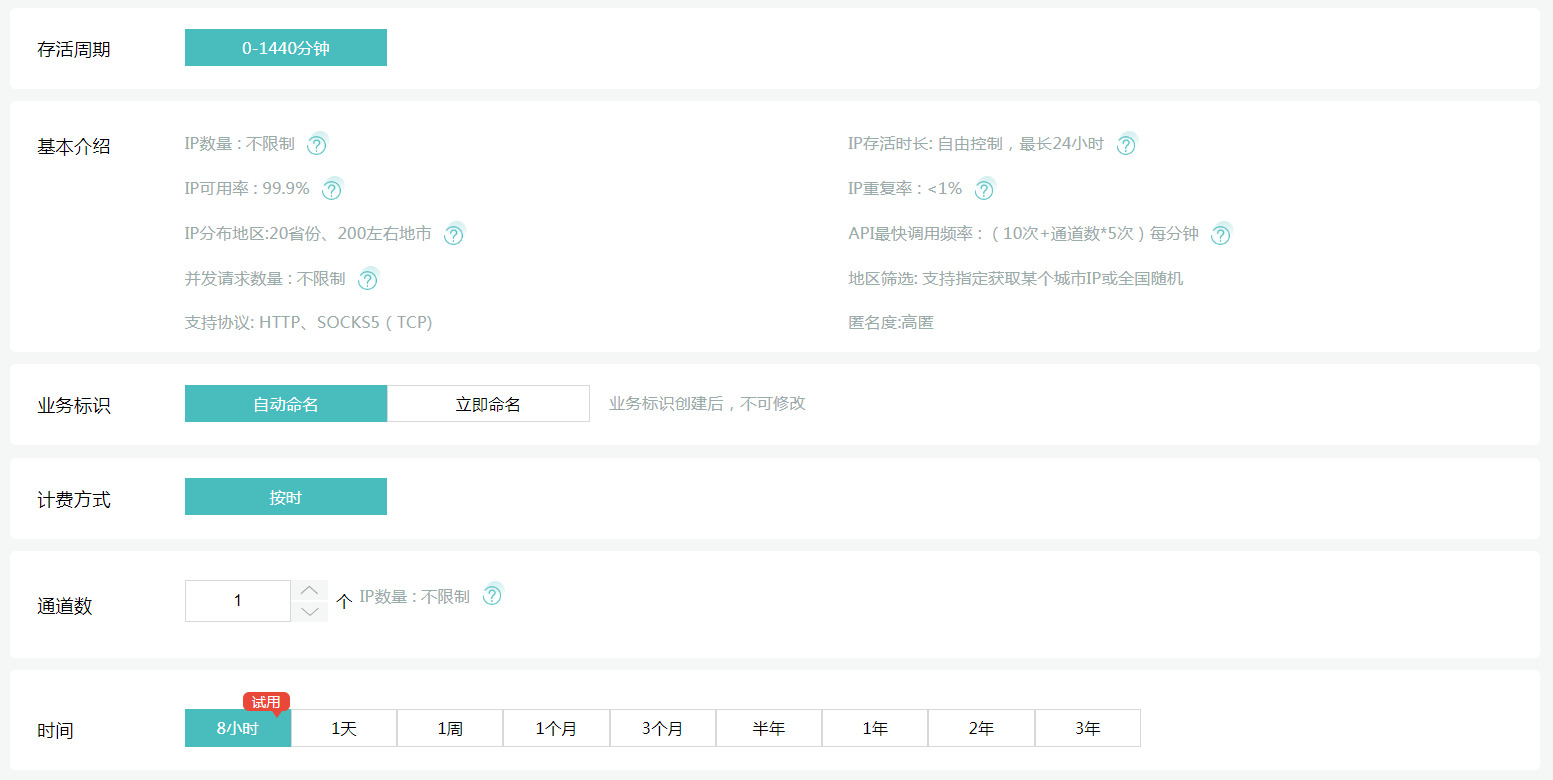 存活周期
0-1440分钟
基本介绍
IP数量 : 不限制
IP存活时长: 自由控制，最长24小时
IP可用率 : 99.9%
IP重复率 : <1%
IP分布地区:20省份、200左右地市
API最快调用频率 :（10次+通道数*5次）每分钟
并发请求数量 : 不限制
地区筛选: 支持指定获取某个城市IP或全国随机
支持协议: HTTP、SOCKS5（TCP）
匿名度:高匿
业务标识
自动命名
立即命名
业务标识创建后，不可修改
计费方式
按时
通道数
1
个
IP数量 : 不限制
时间
试用
8小时
1天
1周
1个月
3个月
半年
1年
2年
3年